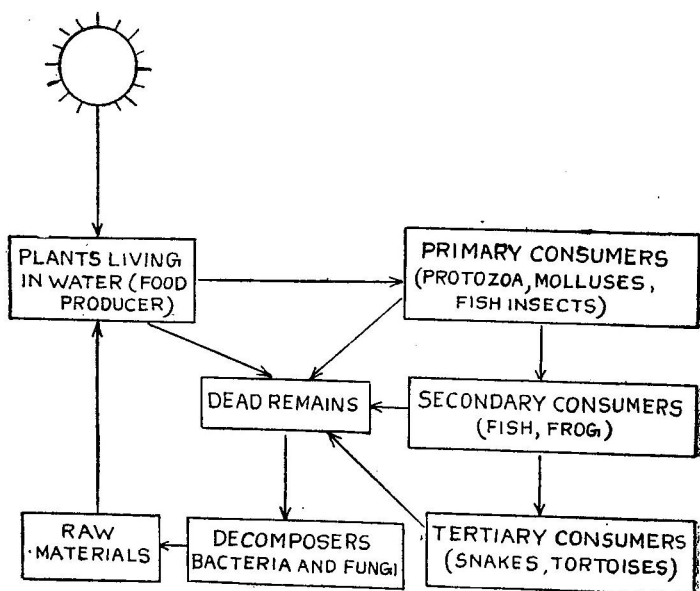 PLANTS LIVING
IN WATER (FOOD
PRODUCER)
PRIMARY CONSUMERS
(PROTOZOA, MOLLUSES,
FISH INSECTS)
DEAD REMAINS
SECONDARY CONSUMERS
(FISH, FROG)
RAW
MATERIALS
DECOMPOSERS
BACTERIA AND FUNGI
TERTIARY CONSUMERS
(SNAKES, TORTOISES)